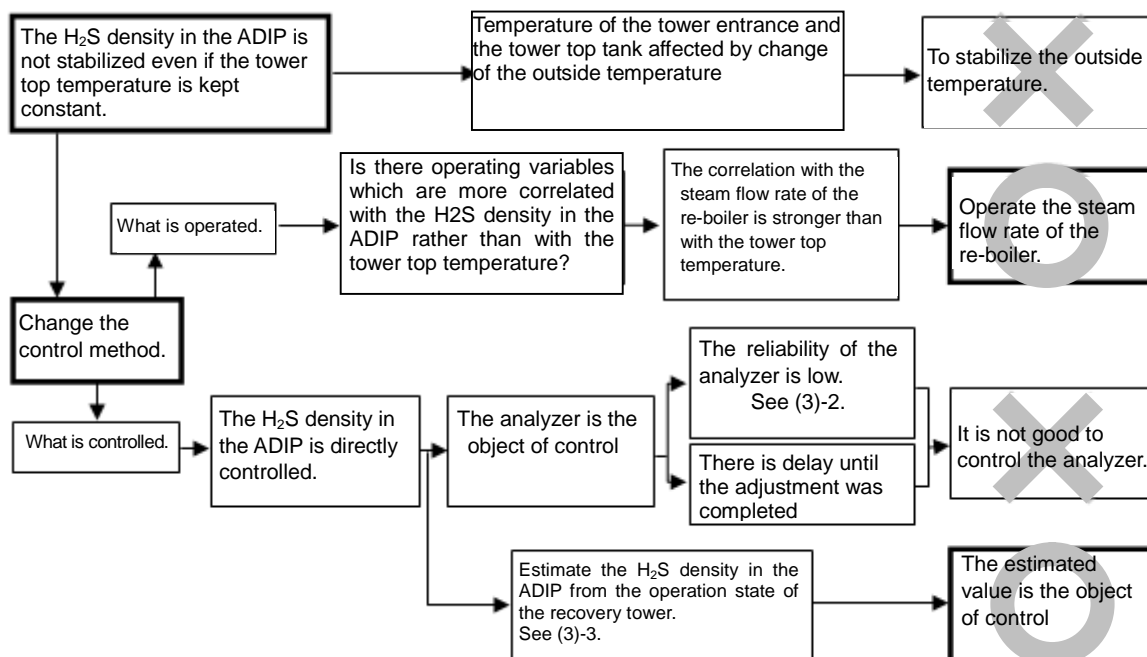 The H₂S density in the ADIP is
not stabilized even if the tower
top temperature is kept
constant.
Temperature of the tower entrance and
the tower top tank affected by change
of the outside temperature
To stabilize the outside
temperature.
What is operated.
Is there operating variables
which are more correlated
with the H2S density in the
ADIP rather than with the
tower top temperature?
The correlation with the
steam flow rate of the
re-boiler is stronger than
with the tower top
temperature.
Operate the steam
flow rate of the
re-boiler.
Change the
control method.
What is controlled.
The H₂S density in
the ADIP is directly
controlled.
The analyzer is the
object of control
The reliability of the
analyzer is low.
See (3)-2.
There is delay until
the adjustment was
completed
It is not good to
control the analyzer.
Estimate the H₂S density in the
ADIP from the operation state of
the recovery tower.
See (3)-3.
The estimated
value is the object
of control